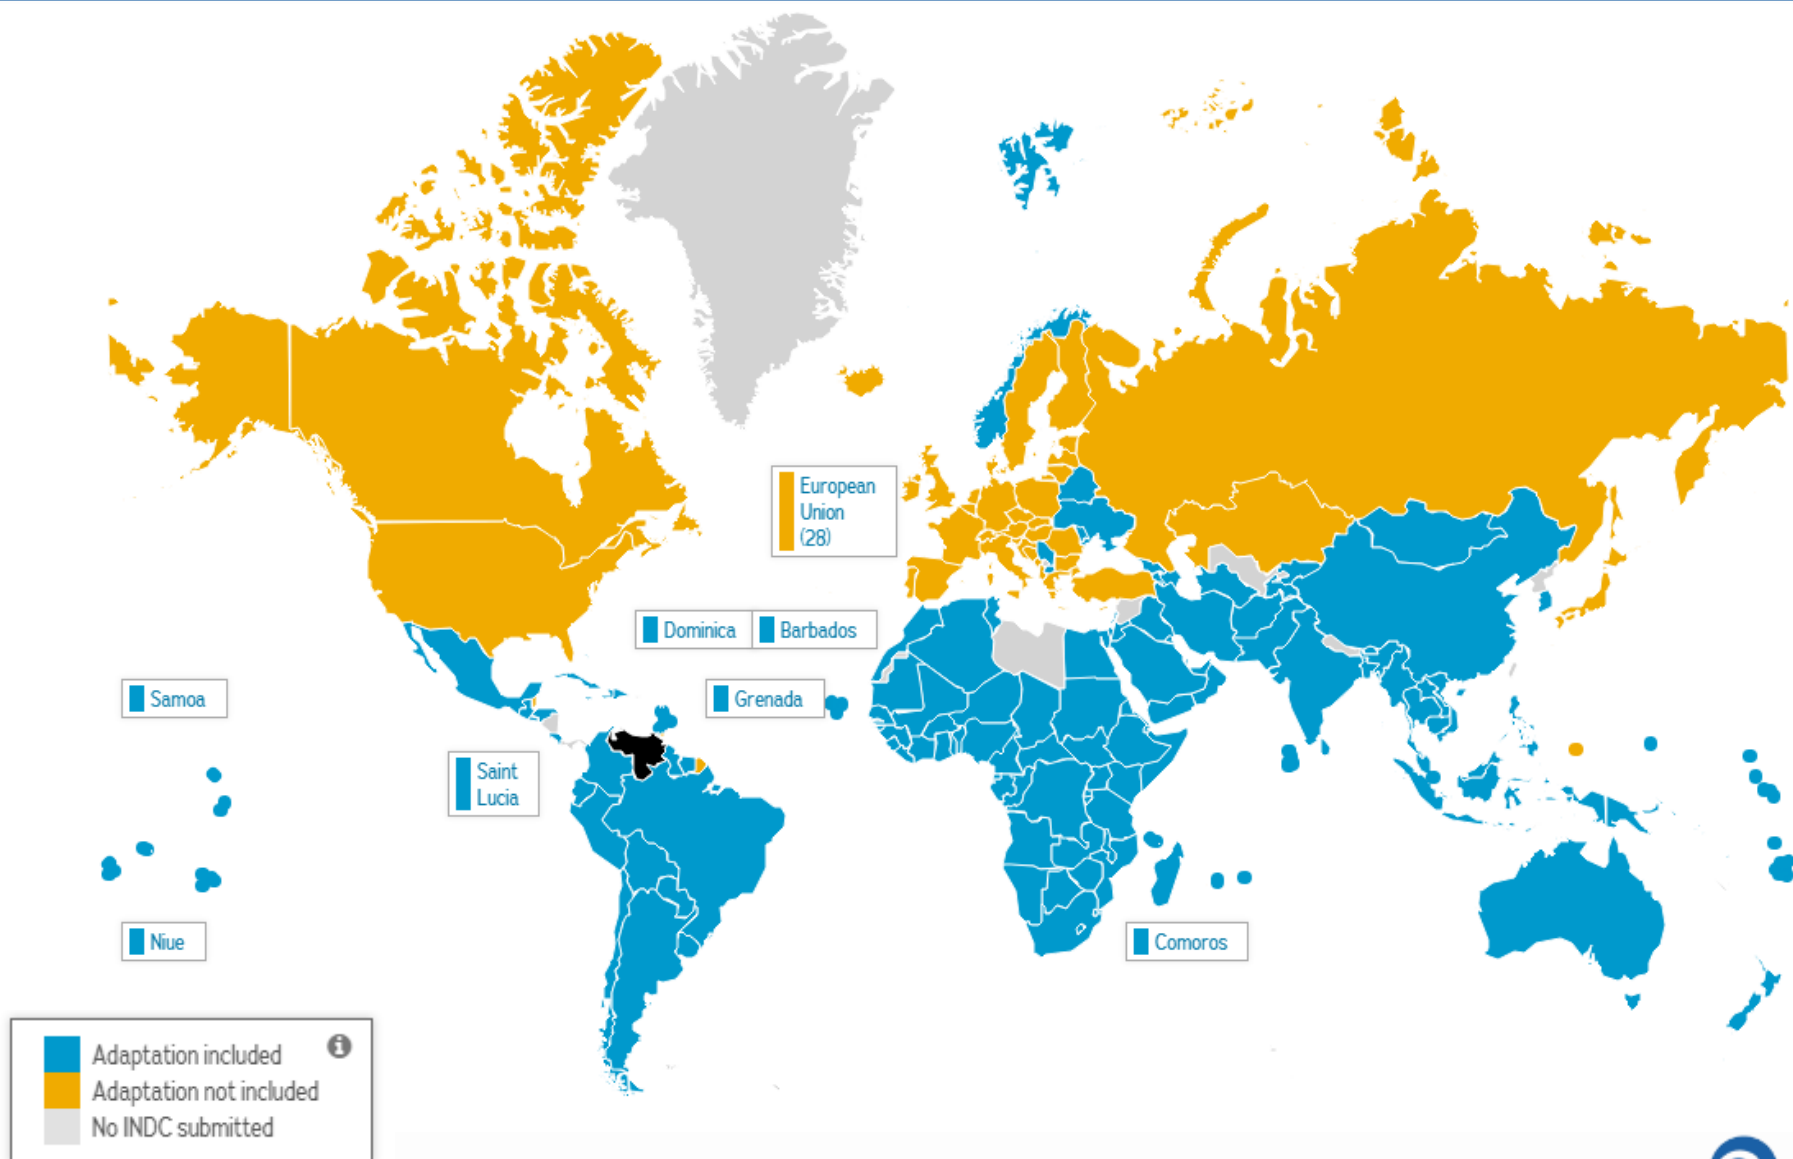 European
Union
(28)
Dominica
Barbados
Samoa
Grenada
Saint
Lucia
Niue
Comoros
Adaptation included
Adaptation not included
No INDC submitted